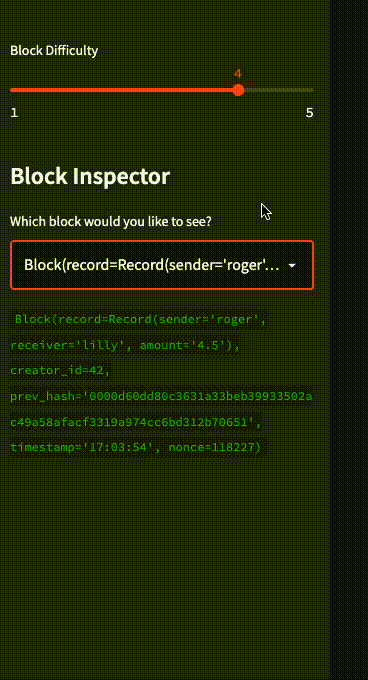 Block Difficulty
4
1 5
Block Inspector
Which block would you like to see?
Block(record=Record(sender='roger'...
Block(record=Record(sender='roger',
receiver='lilly', amount='4.5'),
creator_id=42,
prev_hash='0000d60dd80c3631a33beb39933502a
c49a58afacf3319a974cc6bd312b70651',
timestamp='17:03:54', nonce=118227)